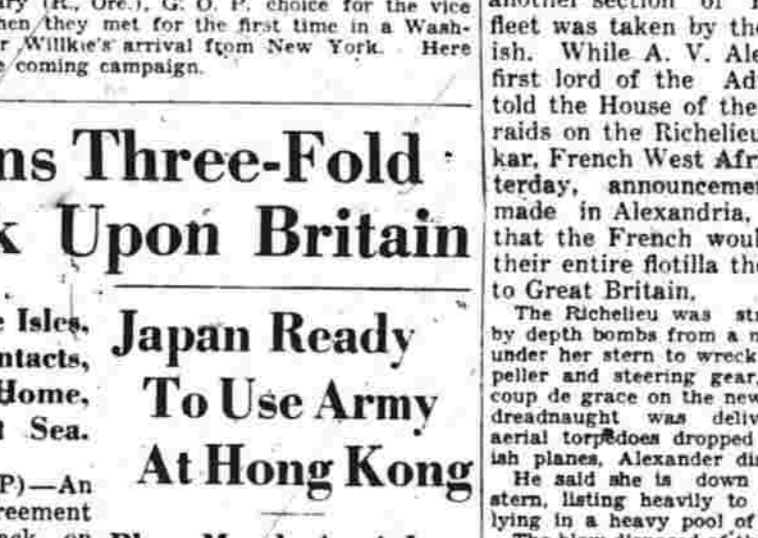 (R., Ore.), G. O. P. choice for the vice
they met for the first time in a Wash-
Willkie's arrival from New York. Here
coming campaign.
ns Three-Fold
k Upon Britain
Isles,
ntacts,
Home,
Sea.
P)—An
reement
Japan Ready
To Use Army
At Hong Kong
another section of
fleet was taken by the
ish. While A. V. Ale
first lord of the Ad
told the House of the
raids on the Richelieu
kar, French West Afri
terday, announcemen
made in Alexandria,
that the French woul
their entire flotilla the
to Great Britain.
The Richelieu was str
by depth bombs from a m
under her stern to wreck
peller and steering gear.
coup de grace on the new
dreadnaught was deliv
aerial torpedoes dropped
ish planes, Alexander di
He said she is down
stern, listing heavily to
lying in a heavy pool of